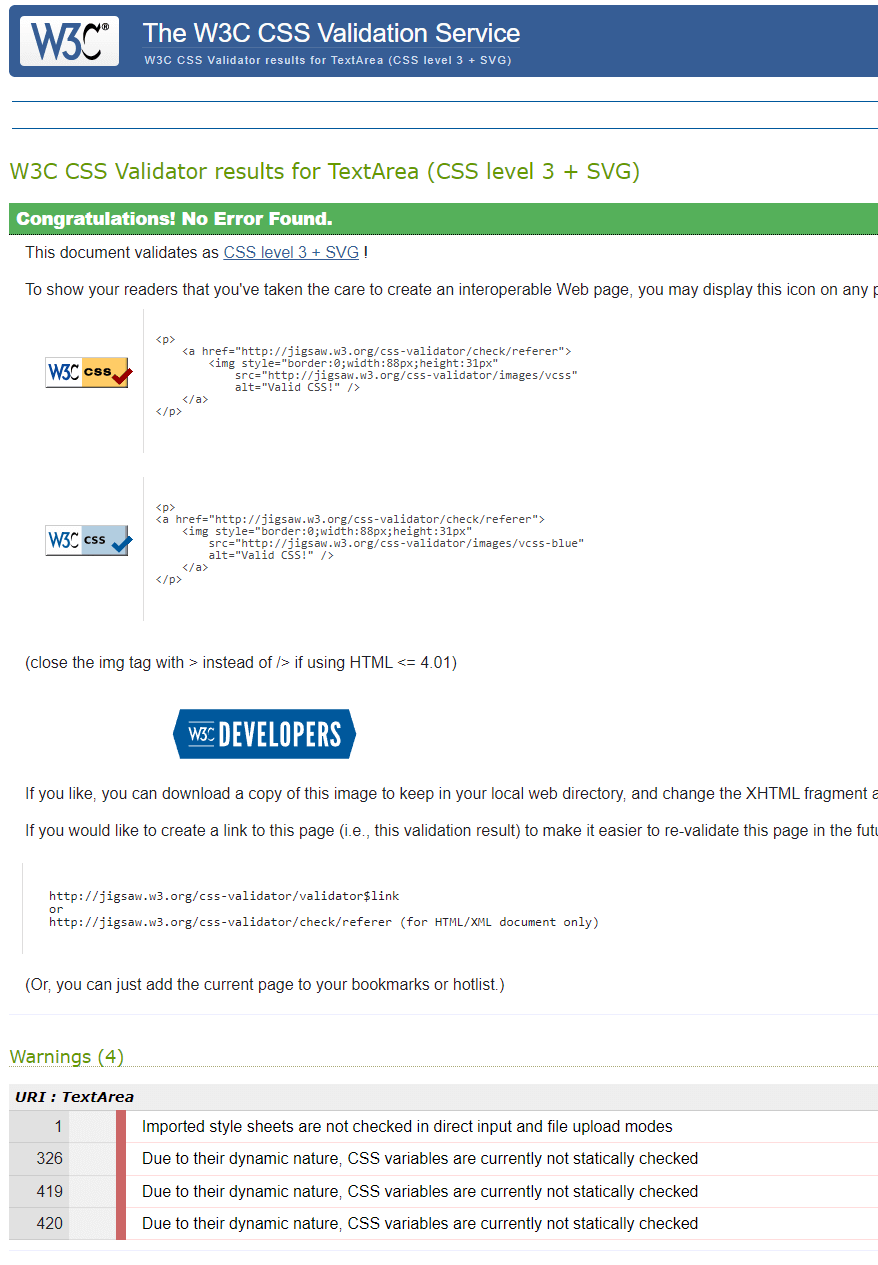 W3C®
The W3C CSS Validation Service
W3C CSS Validator results for TextArea (CSS level 3 + SVG)
W3C CSS Validator results for TextArea (CSS level 3 + SVG)
Congratulations! No Error Found.
This document validates as CSS level 3 + SVG !
To show your readers that you've taken the care to create an interoperable Web page, you may display this icon on any
W3C css
<p>
<a href="http://jigsaw.w3.org/css-validator/check/referer">
<img style="border:0;width:88px;height:31px"
src="http://jigsaw.w3.org/css-validator/images/vcss"
alt="Valid CSS!" />
</a>
</p>
W3C css
<p>
<a href="http://jigsaw.w3.org/css-validator/check/referer">
<img style="border:0;width:88px;height:31px"
src="http://jigsaw.w3.org/css-validator/images/vcss-blue"
alt="Valid CSS!" />
</a>
</p>
(close the img tag with > instead of /> if using HTML <= 4.01)
W3C DEVELOPERS
If you like, you can download a copy of this image to keep in your local web directory, and change the XHTML fragment
If you would like to create a link to this page (i.e., this validation result) to make it easier to re-validate this page in the
http://jigsaw.w3.org/css-validator/validator$link
or
http://jigsaw.w3.org/css-validator/check/referer (for HTML/XML document only)
(Or, you can just add the current page to your bookmarks or hotlist.)
Warnings (4)
URI : TextArea
1 Imported style sheets are not checked in direct input and file upload modes
326 Due to their dynamic nature, CSS variables are currently not statically checked
419 Due to their dynamic nature, CSS variables are currently not statically checked
420 Due to their dynamic nature, CSS variables are currently not statically checked